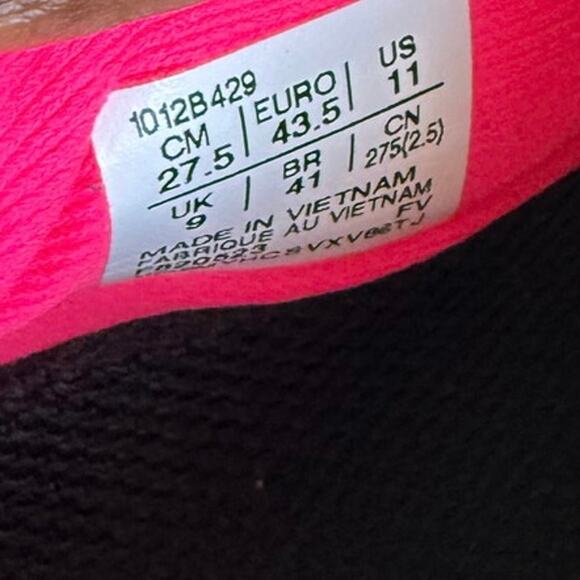 1012B429
CM | EURO | US
27.5 | 43.5 | 11
UK | BR | CN
9 | 41 | 275(2.5)
MADE IN VIETNAM
FABRIQUE AU VIETNAM
FV